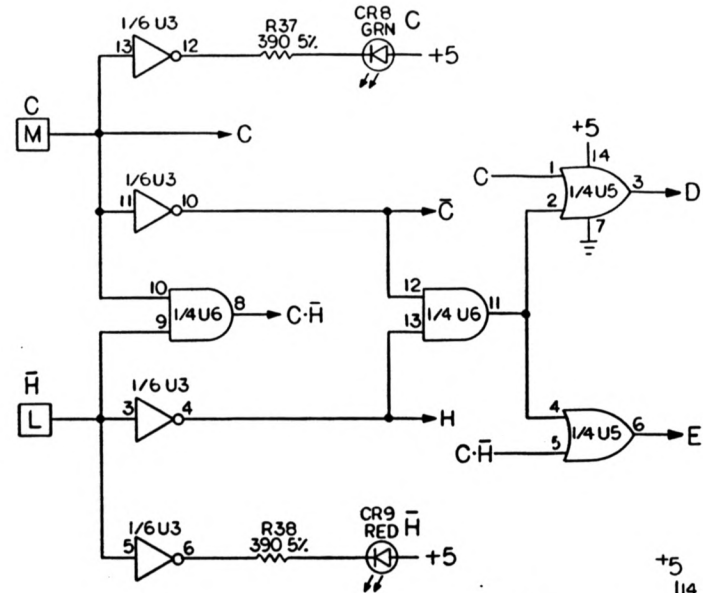 1/6 U3
13
12
R37
390 5%
CR8
GRN
C
+5
C
M
C
1/6 U3
11
10
C̅
10
9
1/4 U6
8
C·H̅
12
13
1/4 U6
11
+5
14
C
1
2
1/4 U5
3
D
7
H̅
L
1/6 U3
3
4
H
4
5
1/4 U5
6
E
C·H̅
1/6 U3
5
6
R38
390 5%
CR9
RED
H̅
+5
+5
14